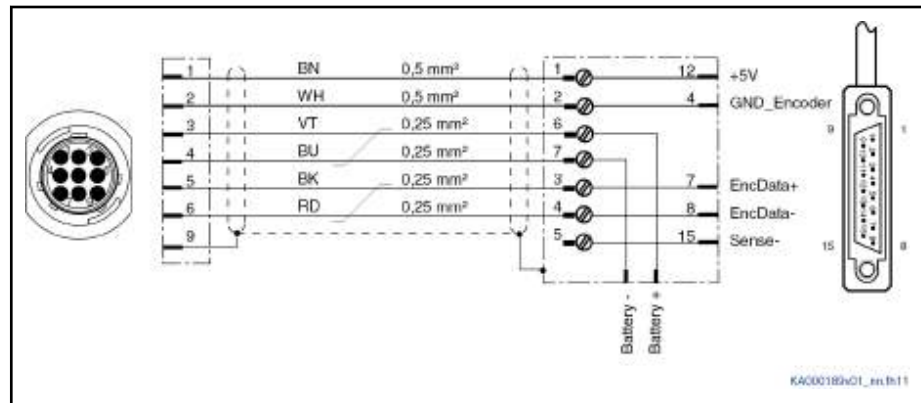 1 BN 0,5 mm² 1 12 +5V
2 WH 0,5 mm² 2 4 GND_Encoder
3 VT 0,25 mm² 6
4 BU 0,25 mm² 7
5 BK 0,25 mm² 3 7 EncData+
6 RD 0,25 mm² 4 8 EncData-
9 5 15 Sense-
9 1
15 8
Battery -
Battery +